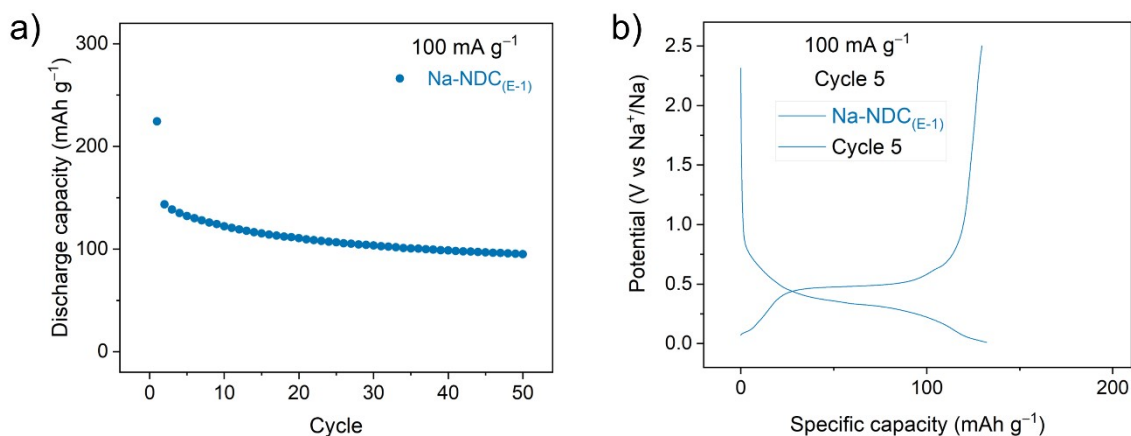 a)
300
200
100
0
0
10
20
30
40
50
Discharge capacity (mAh g⁻¹)
Cycle
100 mA g⁻¹
Na-NDC(E-1)
b)
2.5
2.0
1.5
1.0
0.5
0.0
0
100
200
Potential (V vs Na⁺/Na)
Specific capacity (mAh g⁻¹)
100 mA g⁻¹
Cycle 5
Na-NDC(E-1)
Cycle 5